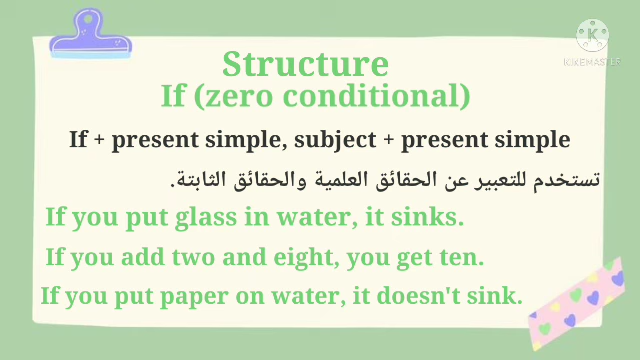 Structure
If (zero conditional)
If + present simple, subject + present simple
تستخدم للتعبير عن الحقائق العلمية والحقائق الثابتة.
If you put glass in water, it sinks.
If you add two and eight, you get ten.
If you put paper on water, it doesn't sink.
K
KINEMASTER